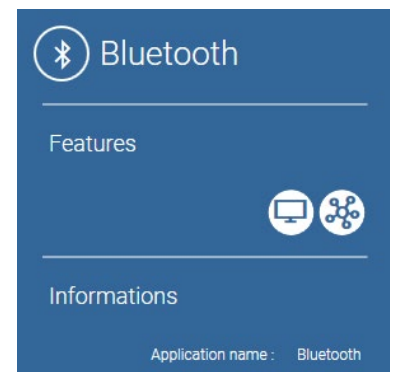 Bluetooth
Features
Informations
Application name : Bluetooth